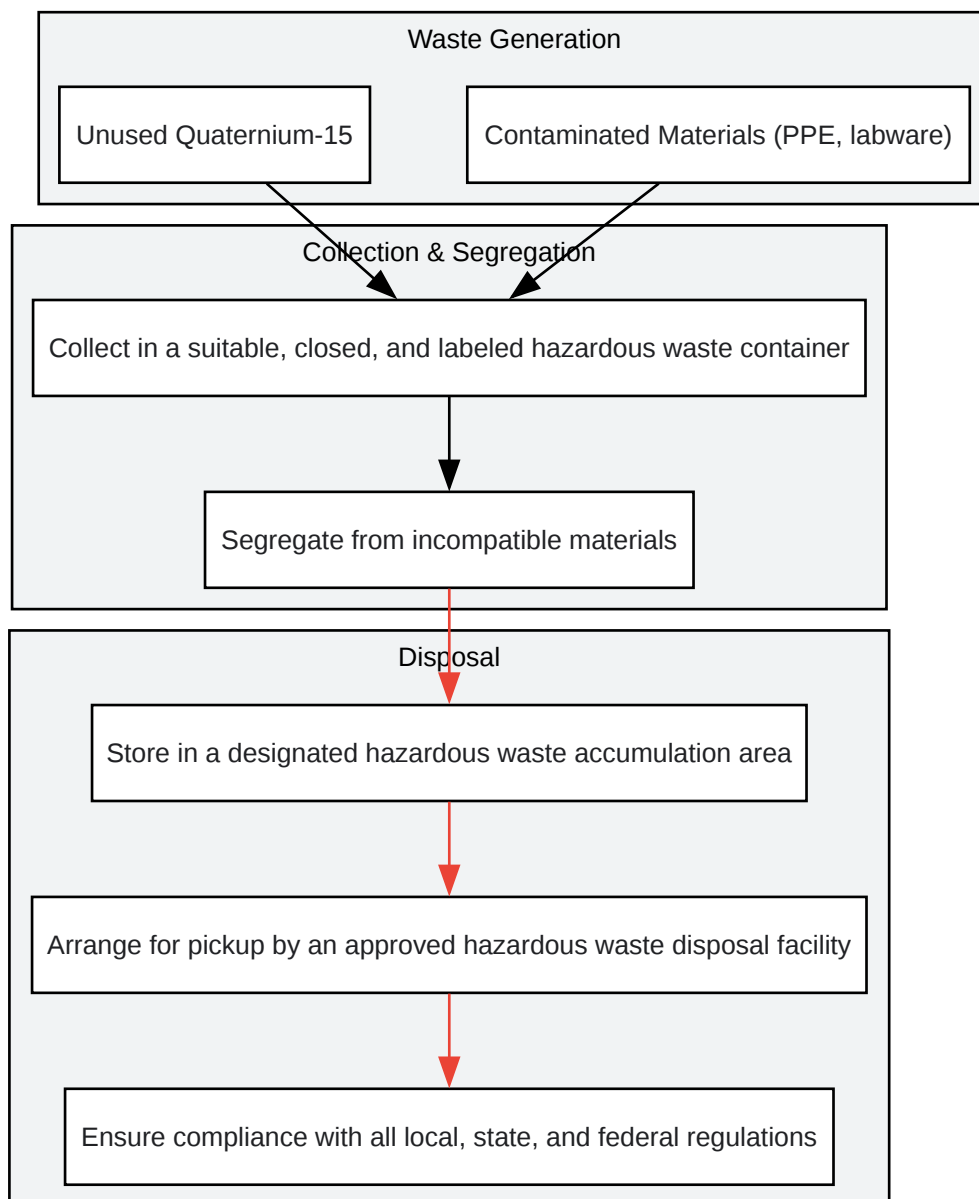 Waste Generation
Unused Quaternium-15
Contaminated Materials (PPE, labware)
Collection & Segregation
Collect in a suitable, closed, and labeled hazardous waste container
Segregate from incompatible materials
Disposal
Store in a designated hazardous waste accumulation area
Arrange for pickup by an approved hazardous waste disposal facility
Ensure compliance with all local, state, and federal regulations